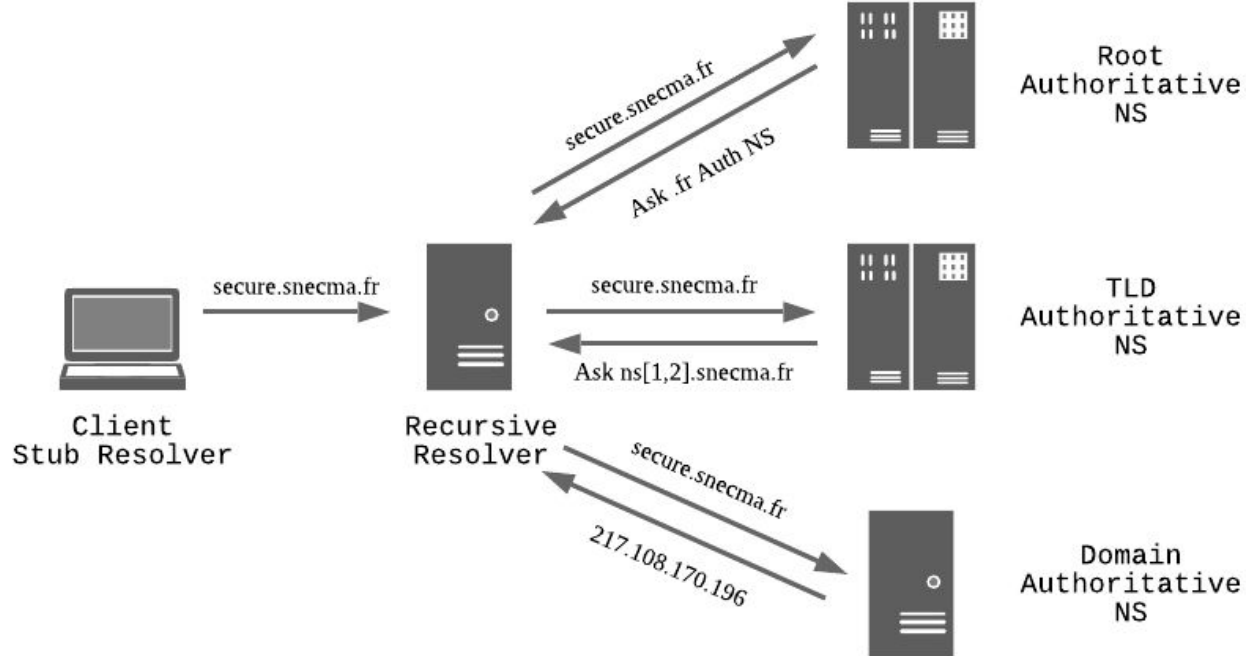 secure.snecma.fr
Ask .fr Auth NS
Root
Authoritative
NS
secure.snecma.fr
secure.snecma.fr
Ask ns[1,2].snecma.fr
TLD
Authoritative
NS
Client
Stub Resolver
Recursive
Resolver
secure.snecma.fr
217.108.170.196
Domain
Authoritative
NS